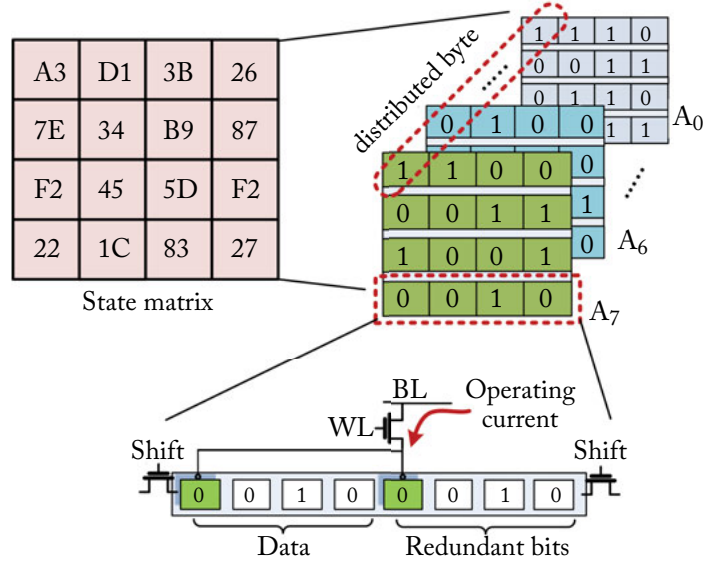 A3 D1 3B 26
7E 34 B9 87
F2 45 5D F2
22 1C 83 27
State matrix
distributed byte
1 1 1 0
0 0 1 1
0 1 1 0
1 1
A0
0 1 0 0
0
1
0
A6
1 1 0 0
0 0 1 1
1 0 0 1
0 0 1 0
A7
BL
WL
Operating
current
Shift
Shift
0 0 1 0 0 0 1 0
Data
Redundant bits